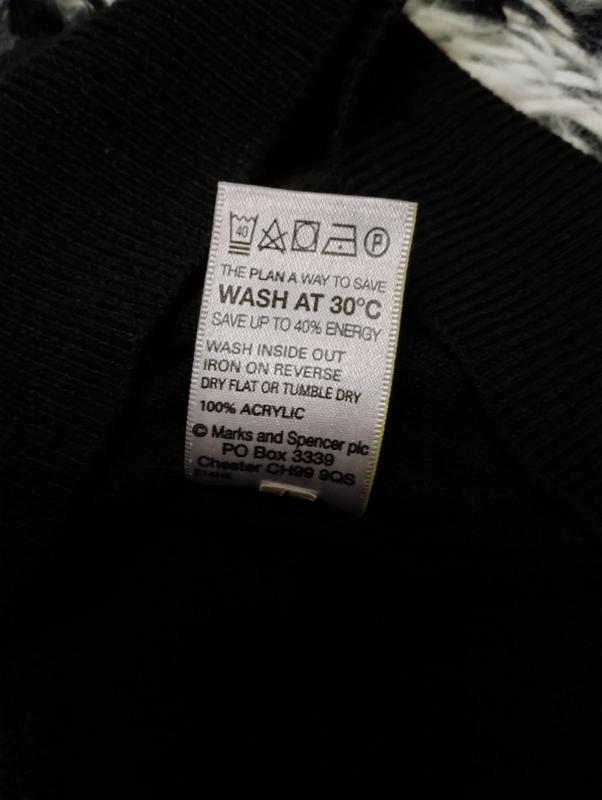 40 P
THE PLAN A WAY TO SAVE
WASH AT 30°C
SAVE UP TO 40% ENERGY
WASH INSIDE OUT
IRON ON REVERSE
DRY FLAT OR TUMBLE DRY
100% ACRYLIC
© Marks and Spencer plc
PO Box 3339
Chester CH99 9QS